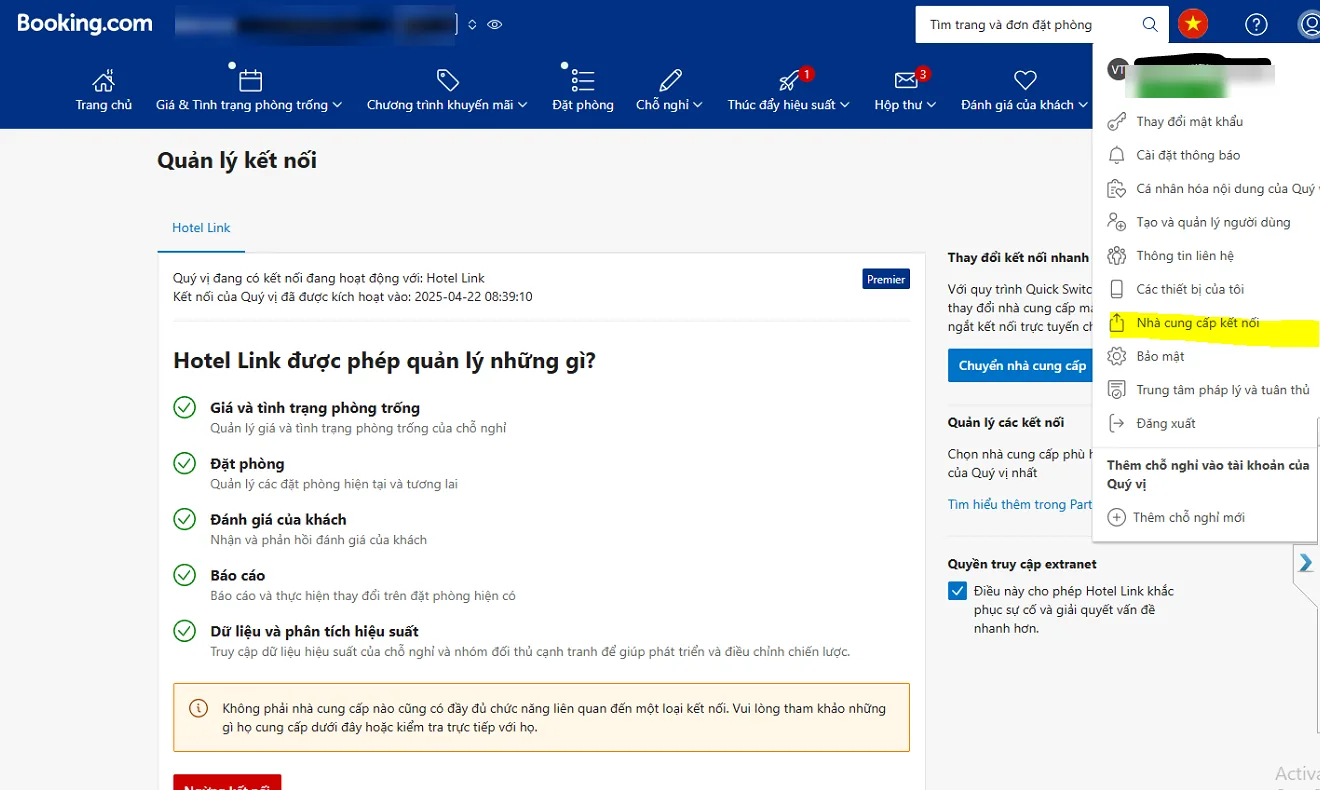 Booking.com
Tìm trang và đơn đặt phòng
VT
Trang chủ
Giá & Tình trạng phòng trống
Chương trình khuyến mãi
Đặt phòng
Chỗ nghỉ
1
Thúc đẩy hiệu suất
3
Hộp thư
Đánh giá của khách
Thay đổi mật khẩu
Cài đặt thông báo
Cá nhân hóa nội dung của Quý
Tạo và quản lý người dùng
Thông tin liên hệ
Các thiết bị của tôi
Nhà cung cấp kết nối
Bảo mật
Trung tâm pháp lý và tuân thủ
Đăng xuất
Thêm chỗ nghỉ vào tài khoản của
Quý vị
Thêm chỗ nghỉ mới
Quản lý kết nối
Hotel Link
Quý vị đang có kết nối đang hoạt động với: Hotel Link
Kết nối của Quý vị đã được kích hoạt vào: 2025-04-22 08:39:10
Premier
Hotel Link được phép quản lý những gì?
Giá và tình trạng phòng trống
Quản lý giá và tình trạng phòng trống của chỗ nghỉ
Đặt phòng
Quản lý các đặt phòng hiện tại và tương lai
Đánh giá của khách
Nhận và phản hồi đánh giá của khách
Báo cáo
Báo cáo và thực hiện thay đổi trên đặt phòng hiện có
Dữ liệu và phân tích hiệu suất
Truy cập dữ liệu hiệu suất của chỗ nghỉ và nhóm đối thủ cạnh tranh để giúp phát triển và điều chỉnh chiến lược.
Không phải nhà cung cấp nào cũng có đầy đủ chức năng liên quan đến một loại kết nối. Vui lòng tham khảo những
gì họ cung cấp dưới đây hoặc kiểm tra trực tiếp với họ.
Ngừng kết nối
Thay đổi kết nối nhanh
Với quy trình Quick Switc
thay đổi nhà cung cấp mà
ngắt kết nối trực tuyến ch
Chuyển nhà cung cấp
Quản lý các kết nối
Chọn nhà cung cấp phù h
của Quý vị nhất
Tìm hiểu thêm trong Part
Quyền truy cập extranet
Điều này cho phép Hotel Link khắc
phục sự cố và giải quyết vấn đề
nhanh hơn.
Activa